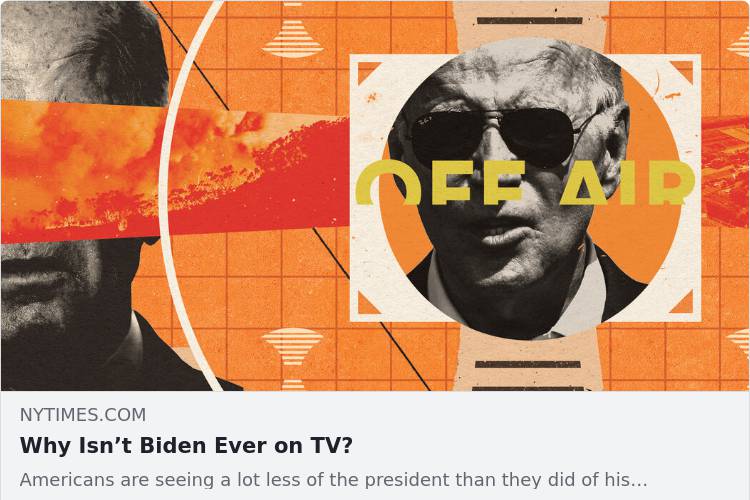 OFF AIR
NYTIMES.COM
Why Isn’t Biden Ever on TV?
Americans are seeing a lot less of the president than they did of his...